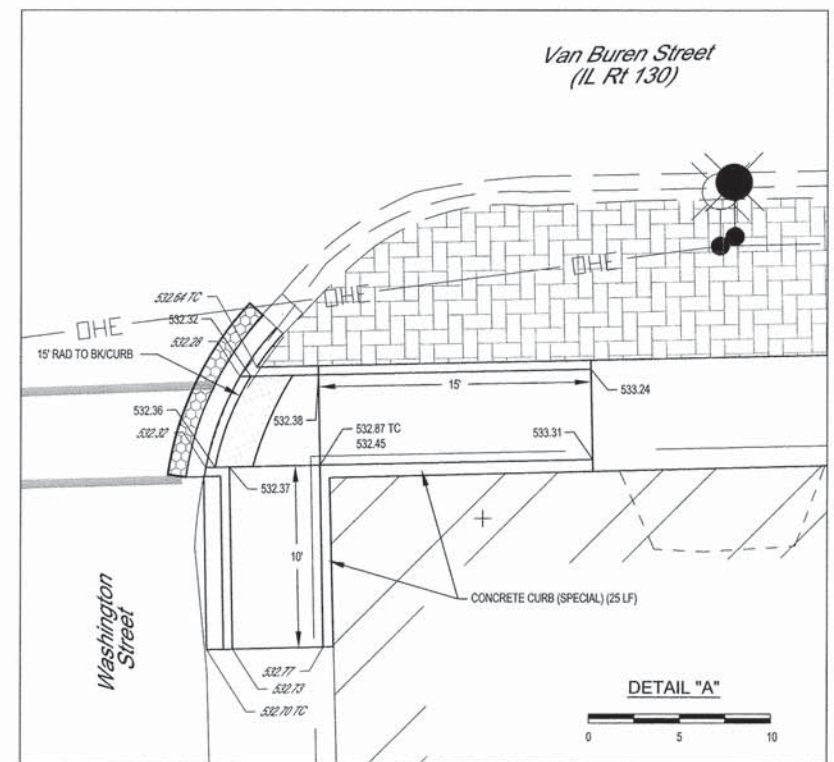 Van Buren Street
(IL Rt 130)
OHE
OHE
OHE
532.64 TC
532.32
532.28
15' RAD TO BK/CURB
15'
533.24
532.36
532.32
532.38
532.87 TC
532.45
533.31
532.37
10'
CONCRETE CURB (SPECIAL) (25 LF)
Washington
Street
532.77
532.73
532.70 TC
DETAIL "A"
0 5 10